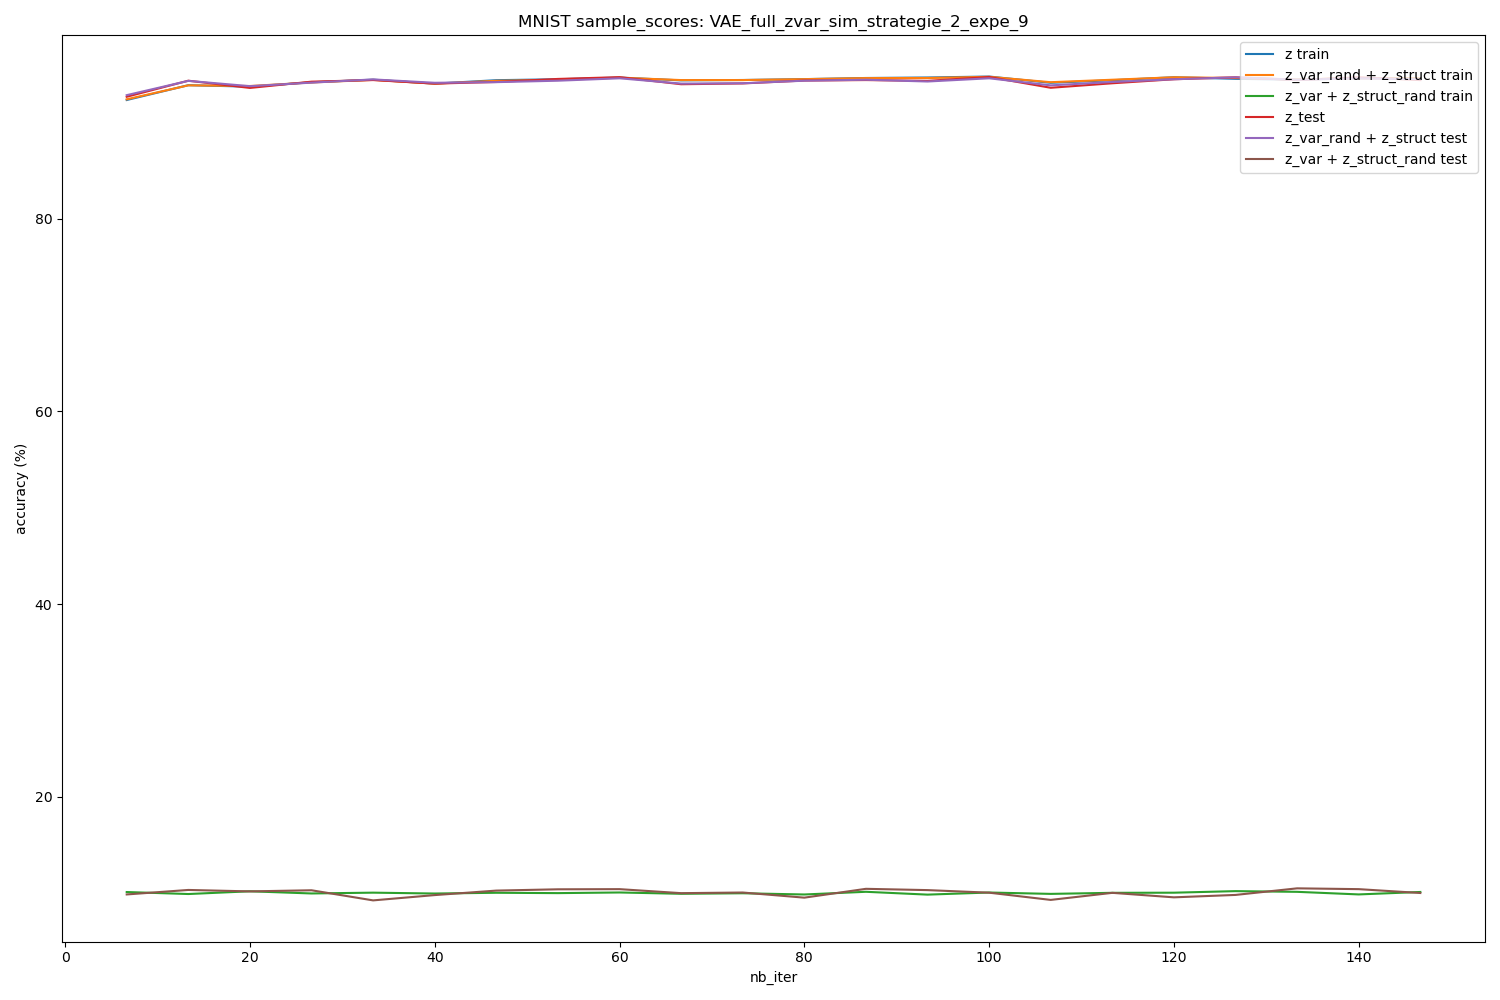 MNIST sample_scores: VAE_full_zvar_sim_strategie_2_expe_9
z train
z_var_rand + z_struct train
z_var + z_struct_rand train
z_test
z_var_rand + z_struct test
z_var + z_struct_rand test
80
60
40
20
accuracy (%)
0 20 40 60 80 100 120 140
nb_iter